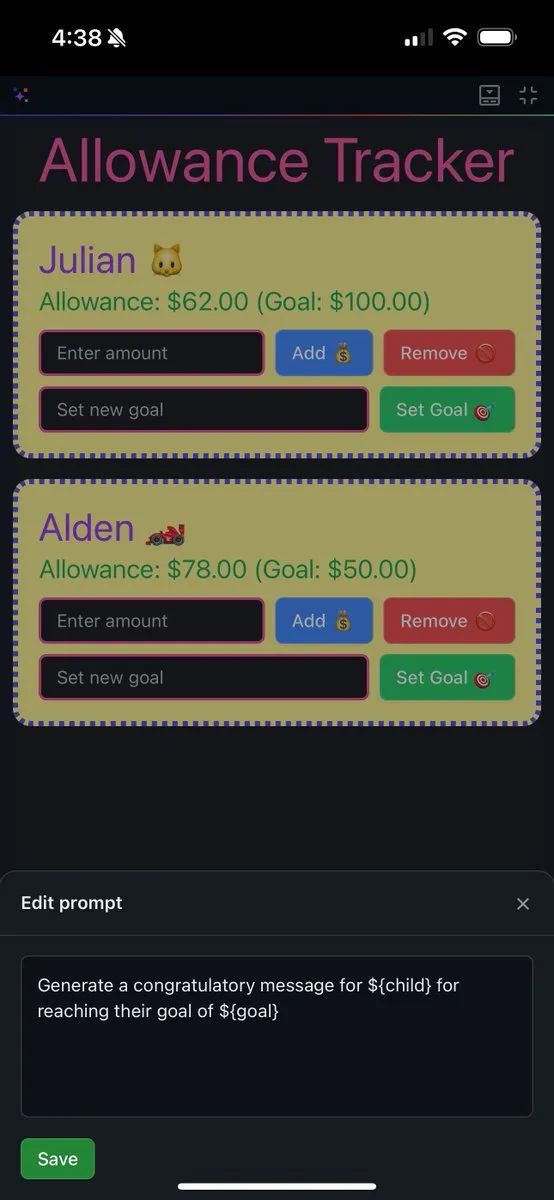 4:38
Allowance Tracker
Julian 🐱
Allowance: $62.00 (Goal: $100.00)
Enter amount Add 💰 Remove 🚫
Set new goal Set Goal 🎯
Alden 🏎️
Allowance: $78.00 (Goal: $50.00)
Enter amount Add 💰 Remove 🚫
Set new goal Set Goal 🎯
Edit prompt
Generate a congratulatory message for ${child} for
reaching their goal of ${goal}
Save